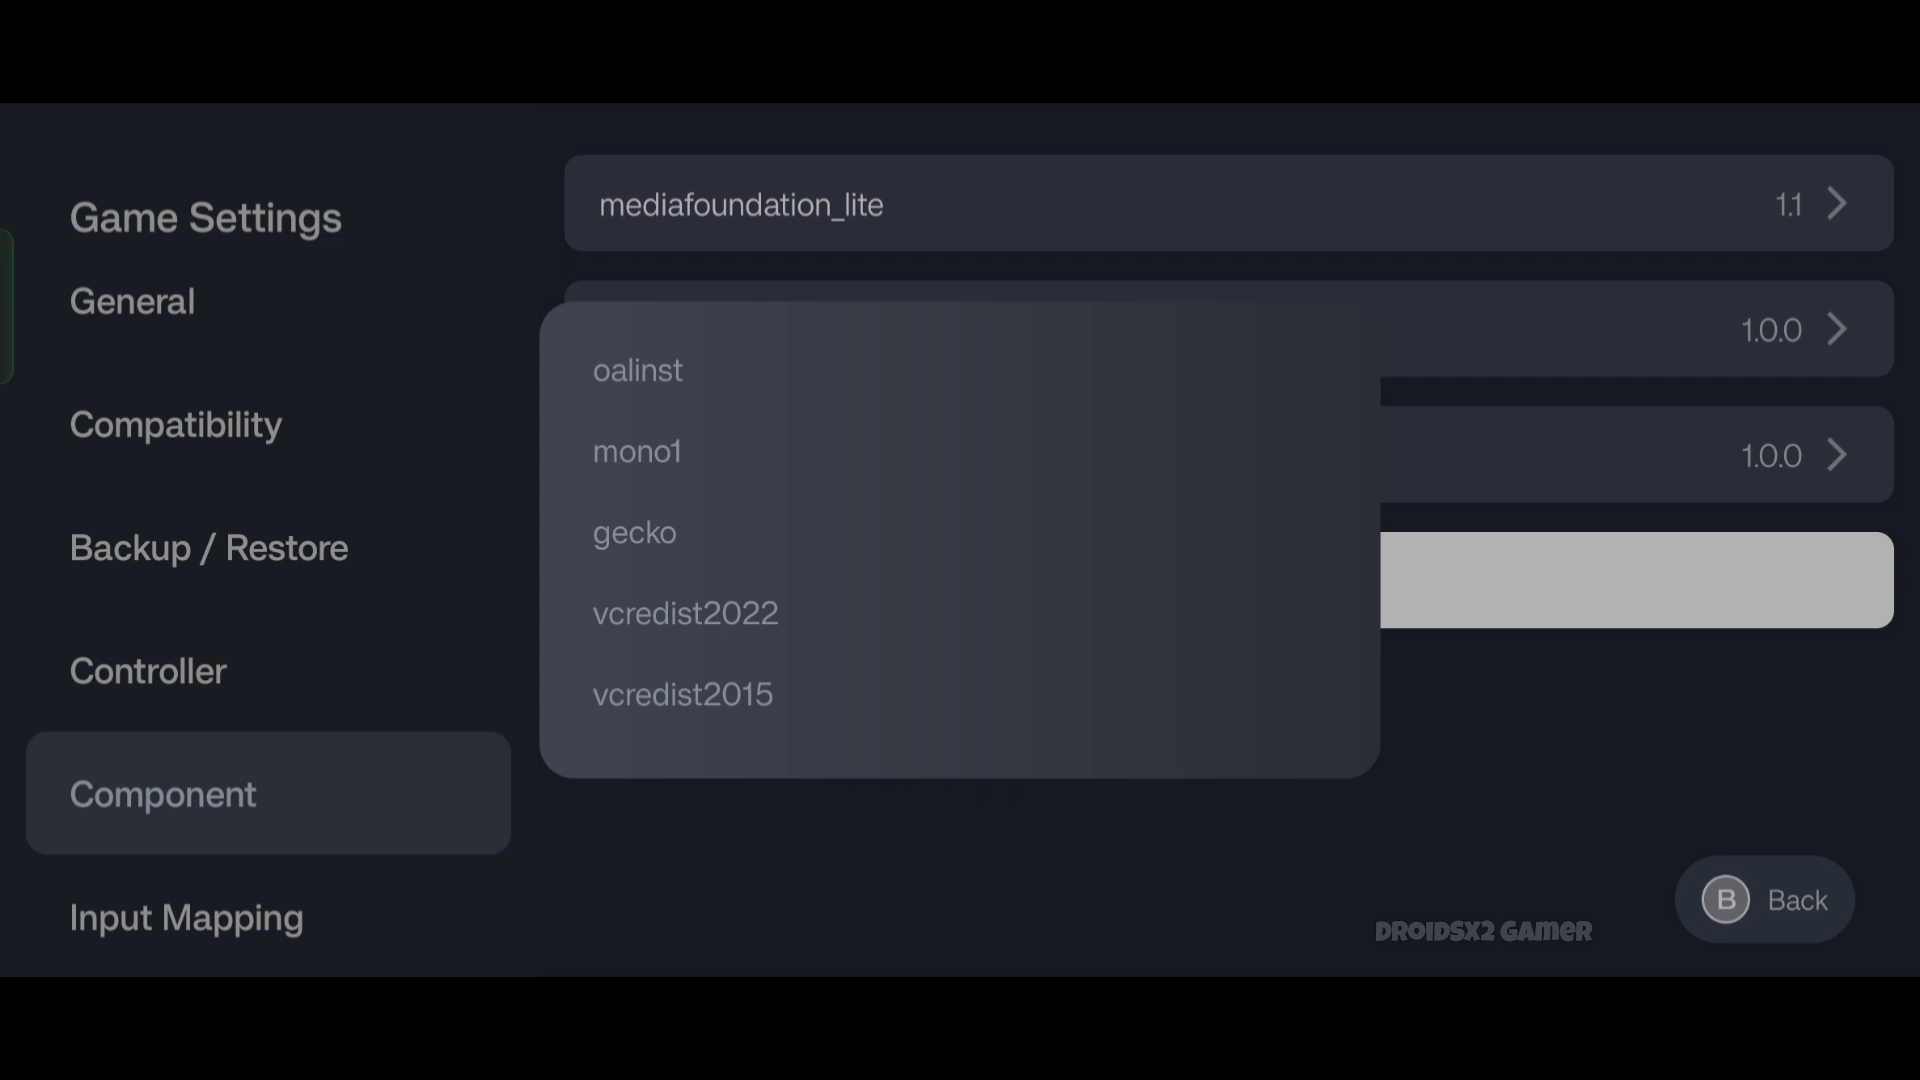 Game Settings
General
Compatibility
Backup / Restore
Controller
Component
Input Mapping
mediafoundation_lite
1.1
1.0.0
1.0.0
oalinst
mono1
gecko
vcredist2022
vcredist2015
B Back
DROIDSX2 GAMER